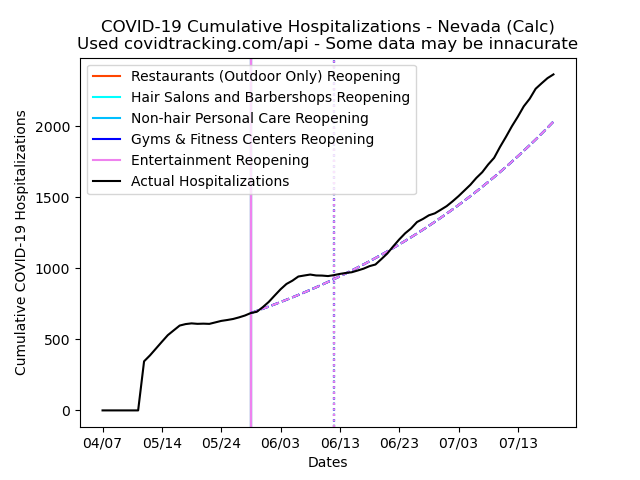 COVID-19 Cumulative Hospitalizations - Nevada (Calc)
Used covidtracking.com/api - Some data may be innacurate
Restaurants (Outdoor Only) Reopening
Hair Salons and Barbershops Reopening
Non-hair Personal Care Reopening
Gyms & Fitness Centers Reopening
Entertainment Reopening
Actual Hospitalizations
Cumulative COVID-19 Hospitalizations
2000
1500
1000
500
0
04/07 05/14 05/24 06/03 06/13 06/23 07/03 07/13
Dates